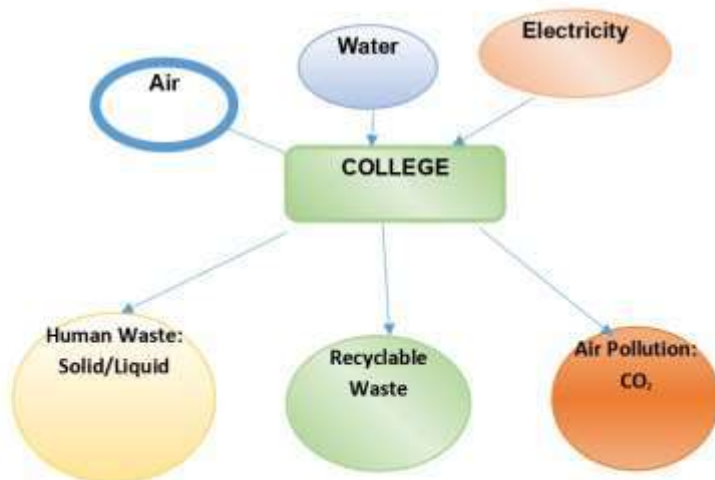 Air
Water
Electricity
COLLEGE
Human Waste:
Solid/Liquid
Recyclable
Waste
Air Pollution:
CO₂